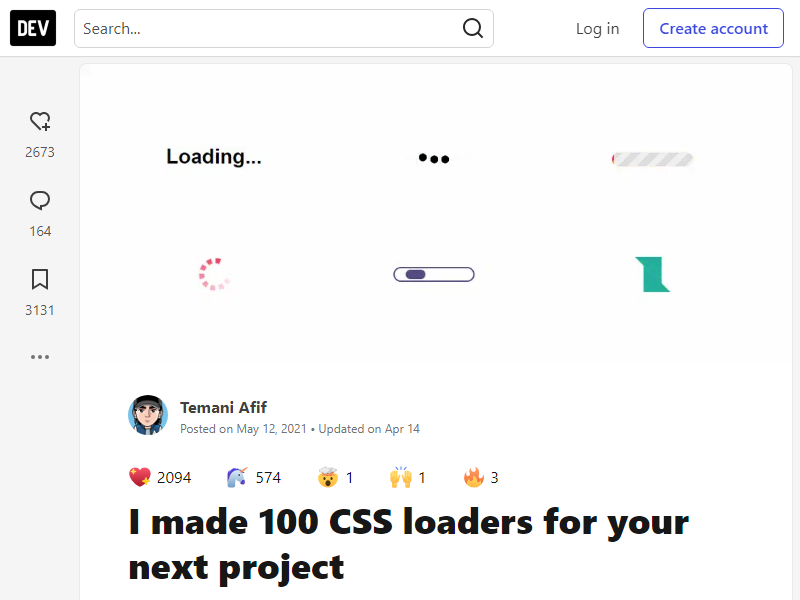 DEV
Search...
Log in
Create account
2673
164
3131
Loading...
Temani Afif
Posted on May 12, 2021 • Updated on Apr 14
2094
574
1
1
3
I made 100 CSS loaders for your
next project